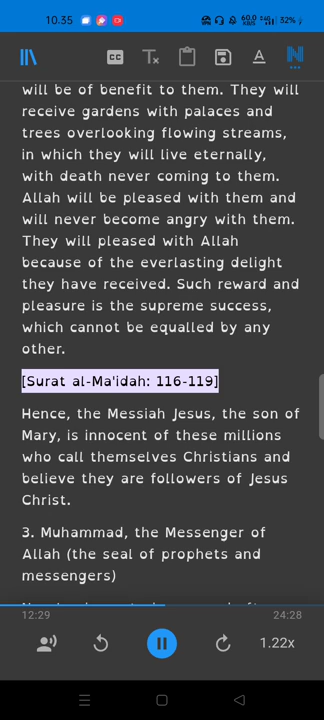 10.35
60.0 KB/S
32%
CC
will be of benefit to them. They will
receive gardens with palaces and
trees overlooking flowing streams,
in which they will live eternally,
with death never coming to them.
Allah will be pleased with them and
will never become angry with them.
They will pleased with Allah
because of the everlasting delight
they have received. Such reward and
pleasure is the supreme success,
which cannot be equalled by any
other.
[Surat al-Ma'idah: 116-119]
Hence, the Messiah Jesus, the son of
Mary, is innocent of these millions
who call themselves Christians and
believe they are followers of Jesus
Christ.
3. Muhammad, the Messenger of
Allah (the seal of prophets and
messengers)
12:29
24:28
1.22x